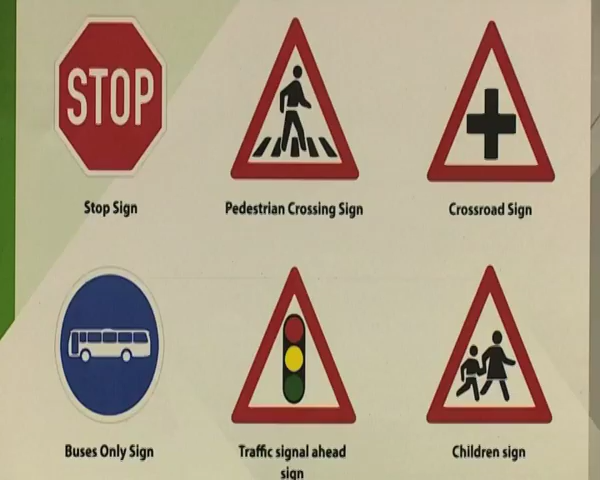 STOP
Stop Sign
Pedestrian Crossing Sign
Crossroad Sign
Buses Only Sign
Traffic signal ahead
sign
Children sign